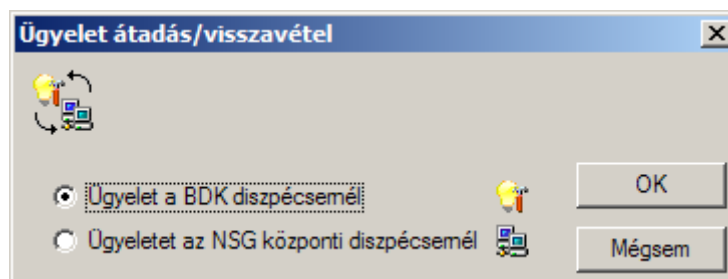 Ügyelet átadás/visszavétel
Ügyelet a BDK diszpécsernél
OK
Ügyeletet az NSG központi diszpécsernél
Mégsem